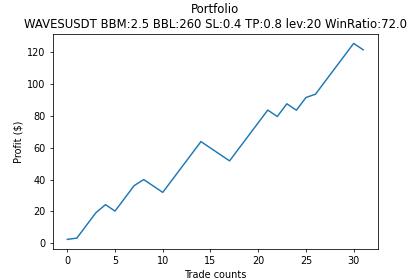 Portfolio
WAVESUSDT BBM:2.5 BBL:260 SL:0.4 TP:0.8 lev:20 WinRatio:72.0
120
100
80
60
40
20
0
Profit ($)
0 5 10 15 20 25 30
Trade counts